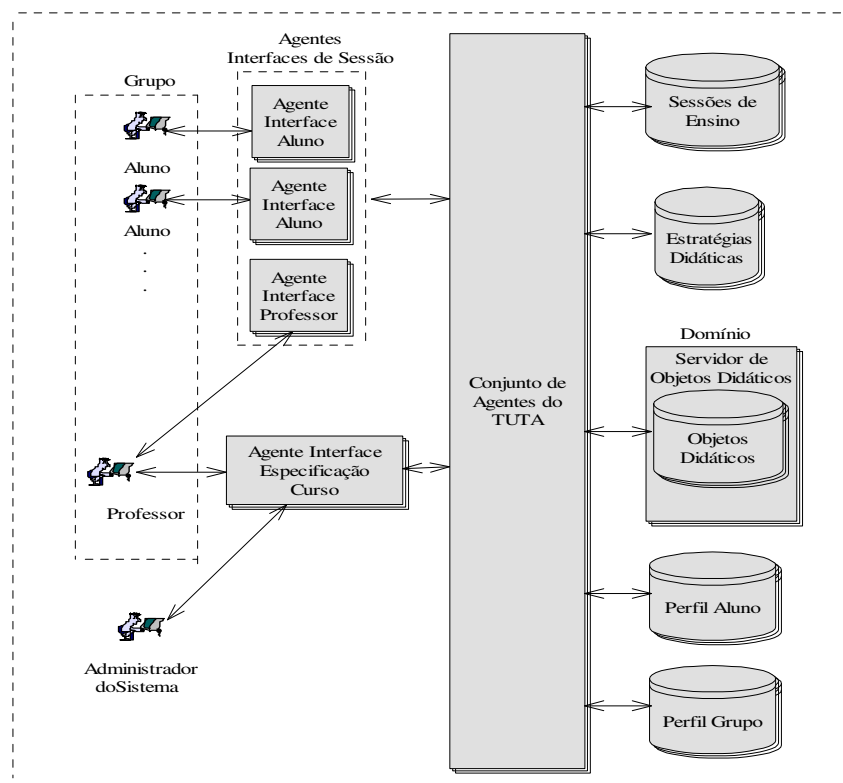 Agentes
Interfaces de Sessão
Grupo
Agente
Interface
Aluno
Aluno
Agente
Interface
Aluno
Aluno
.
.
.
Agente
Interface
Professor
Professor
Agente Interface
Especificação
Curso
Administrador
doSistema
Conjunto de
Agentes do
TUTA
Sessões de
Ensino
Estratégias
Didáticas
Domínio
Servidor de
Objetos Didáticos
Objetos
Didáticos
Perfil Aluno
Perfil Grupo